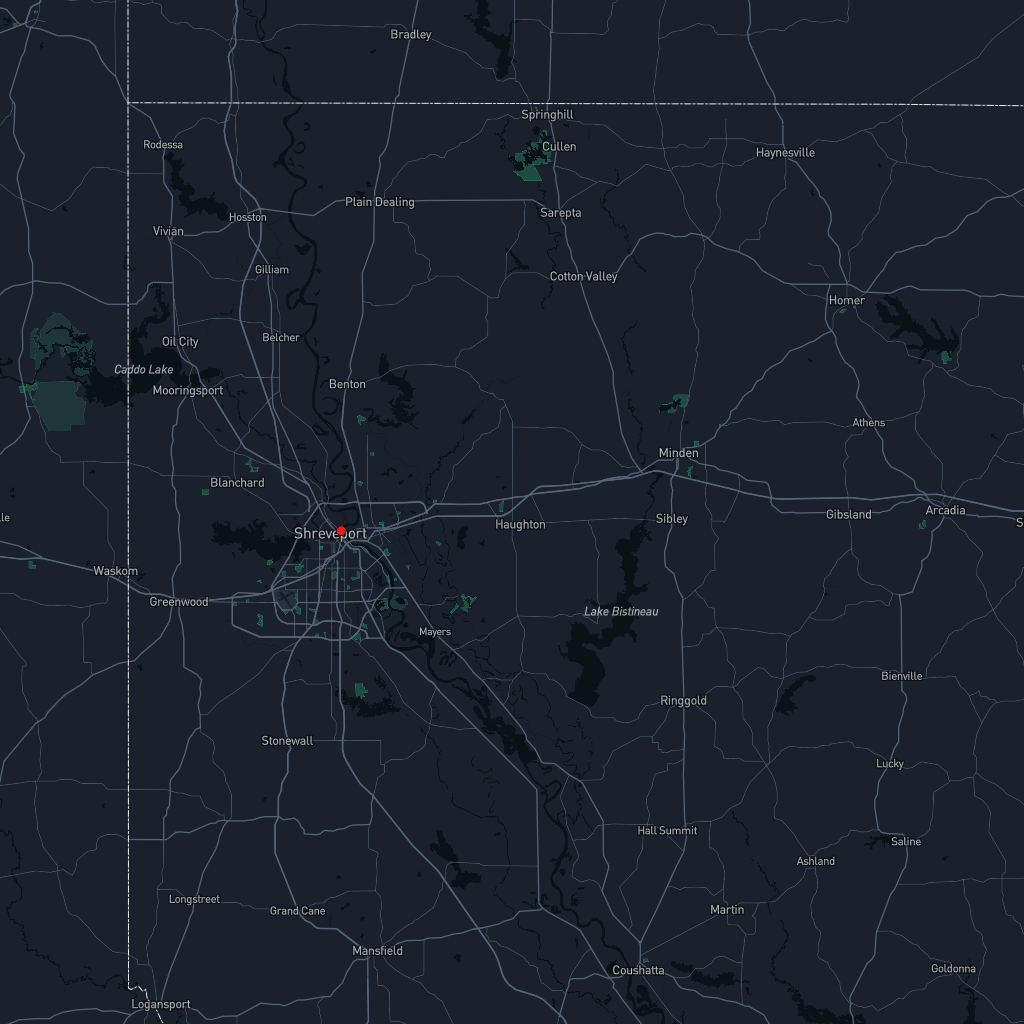 Bradley
Springhill
Rodessa
Cullen
Haynesville
Plain Dealing
Sarepta
Hosston
Vivian
Gilliam
Cotton Valley
Homer
Belcher
Oil City
Caddo Lake
Mooringsport
Benton
Athens
Minden
Blanchard
Arcadia
Gibsland
Sibley
Haughton
Shreveport
Waskom
Greenwood
Lake Bistineau
Mayers
Bienville
Ringgold
Stonewall
Lucky
Hall Summit
Saline
Ashland
Longstreet
Grand Cane
Martin
Mansfield
Coushatta
Goldonna
Logansport